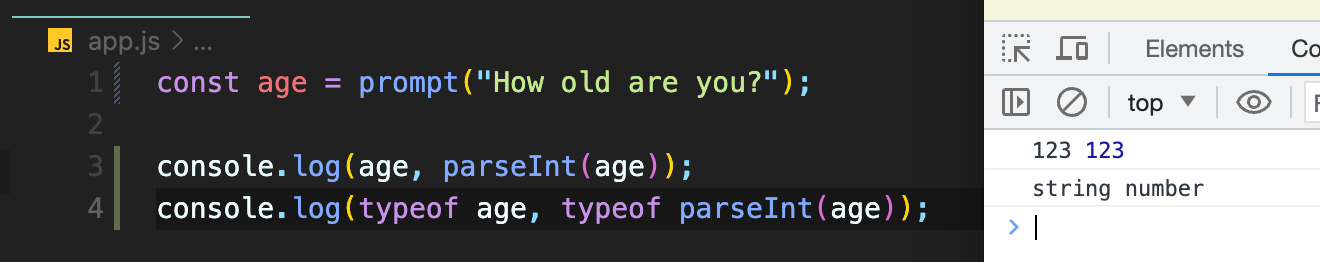 JS app.js > ...
1 const age = prompt("How old are you?");
2
3 console.log(age, parseInt(age));
4 console.log(typeof age, typeof parseInt(age));
Elements Co
top ▼
123 123
string number
>